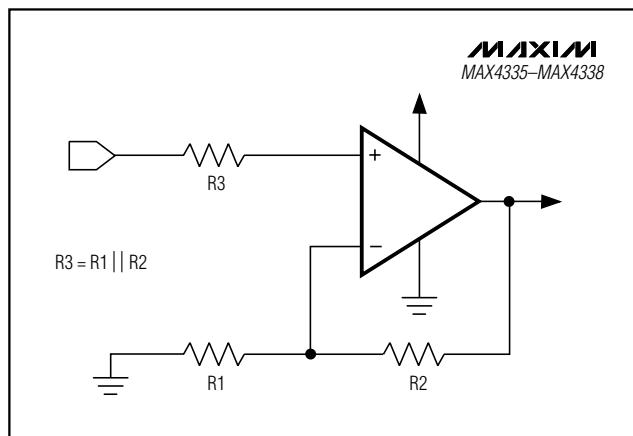 MAXIM
MAX4335–MAX4338
+
R3
−
R3 = R1 || R2
R1
R2